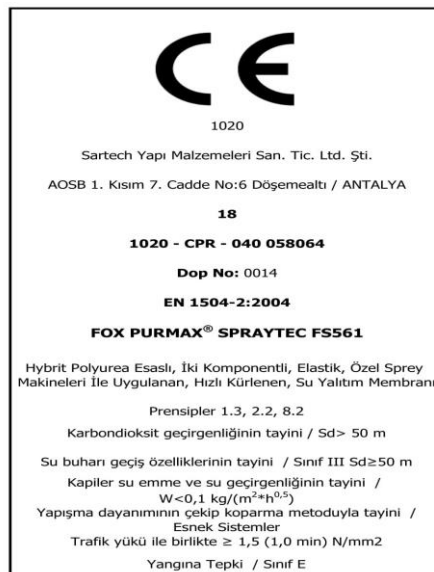 CE
1020
Sartech Yapı Malzemeleri San. Tic. Ltd. Şti.
AOSB 1. Kısım 7. Cadde No:6 Döşemealtı / ANTALYA
18
1020 - CPR - 040 058064
Dop No: 0014
EN 1504-2:2004
FOX PURMAX® SPRAYTEC FS561
Hybrit Polyurea Esaslı, İki Komponentli, Elastik, Özel Sprey
Makineleri İle Uygulanan, Hızlı Kürlenen, Su Yalıtım Membranı
Prensipler 1.3, 2.2, 8.2
Karbondioksit geçirgenliğinin tayini / Sd> 50 m
Su buharı geçiş özelliklerinin tayini / Sınıf III Sd≥50 m
Kapiler su emme ve su geçirgenliğinin tayini /
W<0,1 kg/(m²*h⁰,⁵)
Yapışma dayanımının çekip koparma metoduyla tayini /
Esnek Sistemler
Trafik yükü ile birlikte ≥ 1,5 (1,0 min) N/mm2
Yangına Tepki / Sınıf E